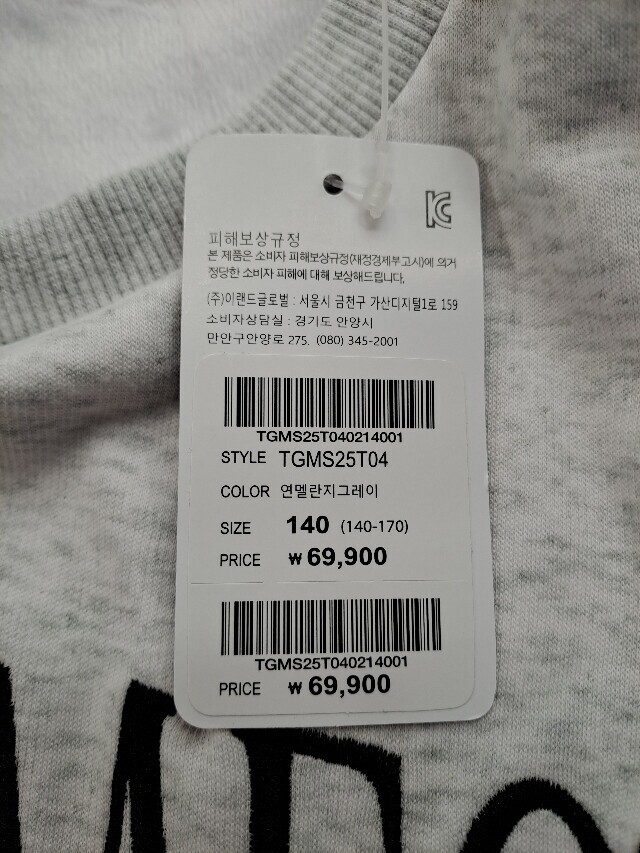 피해보상규정
본 제품은 소비자 피해보상규정(재정경제부고시)에 의거
정당한 소비자 피해에 대해 보상해드립니다.
(주)이랜드글로벌 : 서울시 금천구 가산디지털1로 159
소비자상담실 : 경기도 안양시
만안구안양로 275. (080) 345-2001
TGMS25T040214001
STYLE TGMS25T04
COLOR 연멜란지그레이
SIZE 140 (140-170)
PRICE ₩ 69,900
TGMS25T040214001
PRICE ₩ 69,900